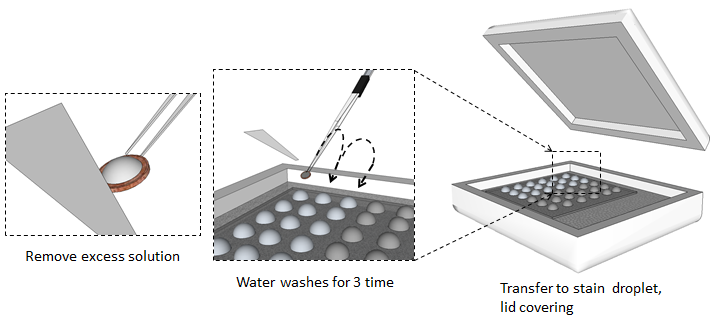 Remove excess solution
Water washes for 3 time
Transfer to stain droplet,
lid covering